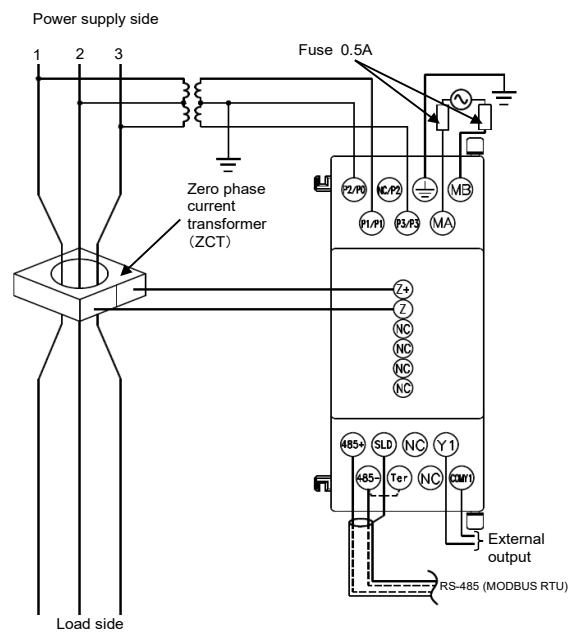 Power supply side
1 2 3
Fuse 0.5A
P2/P0 NC/P2 MB
P1/P1 P3/P3 MA
Zero phase
current
transformer
(ZCT)
Z+
Z
NC
NC
NC
NC
485+ SLD NC Y1
485- Ter NC COMY1
External
output
RS-485 (MODBUS RTU)
Load side